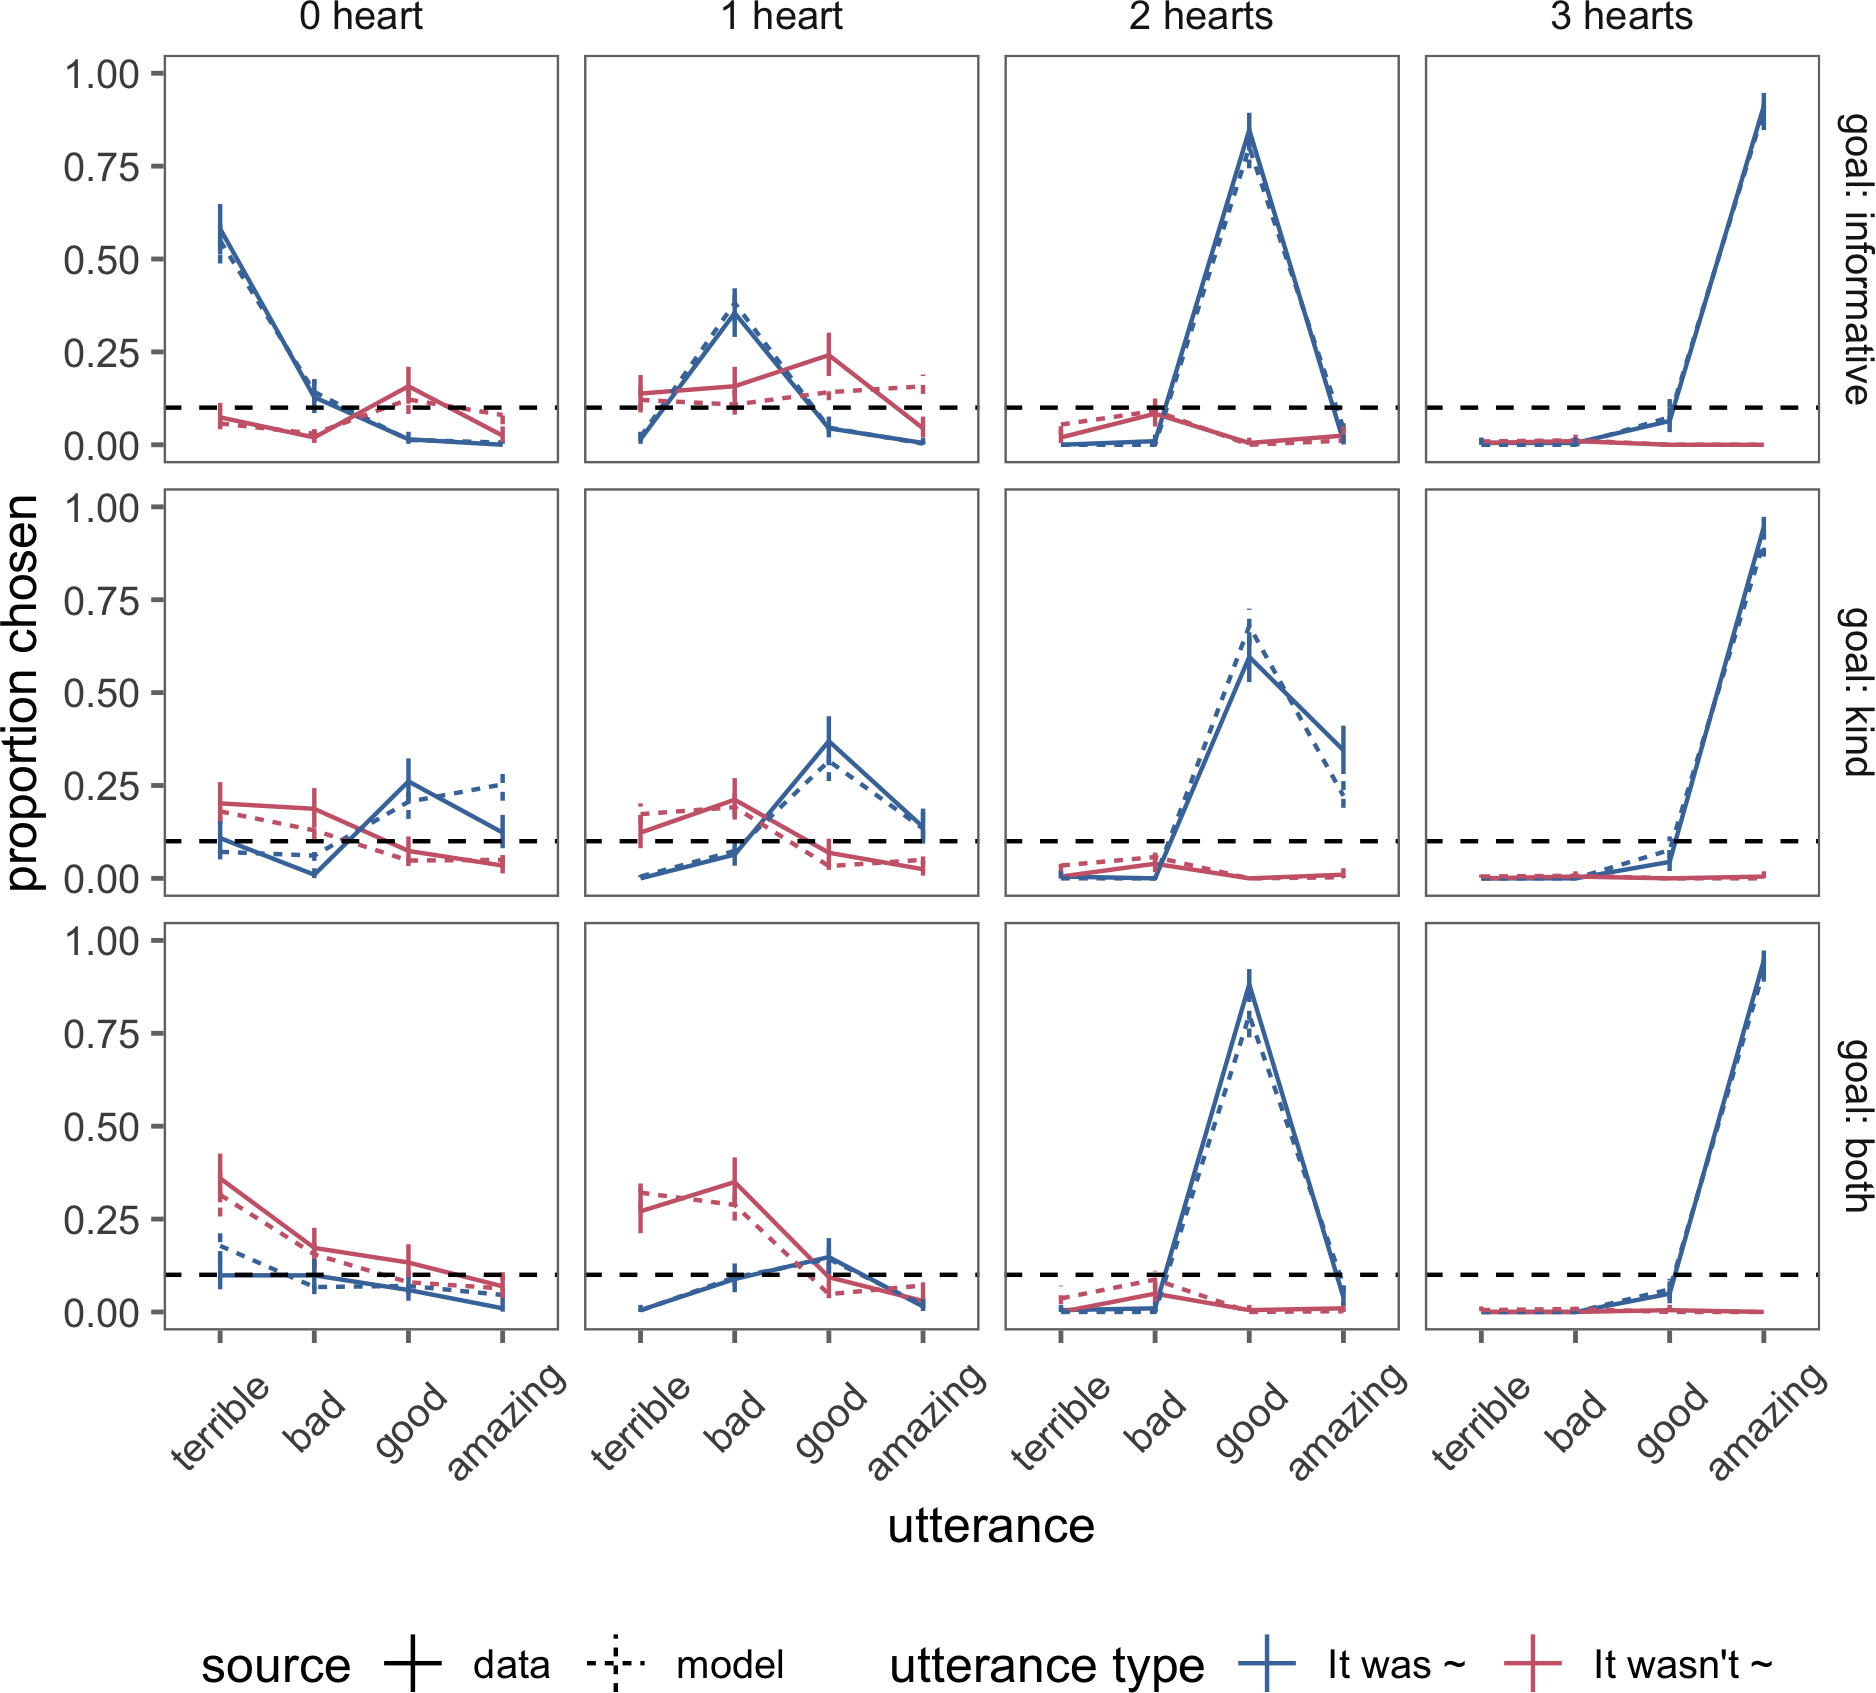 0 heart 1 heart 2 hearts 3 hearts
1.00
0.75
0.50
0.25
0.00
goal: informative
1.00
0.75
0.50
0.25
0.00
goal: kind
1.00
0.75
0.50
0.25
0.00
goal: both
proportion chosen
terrible bad good amazing terrible bad good amazing terrible bad good amazing terrible bad good amazing
utterance
source data model utterance type It was ~ It wasn't ~